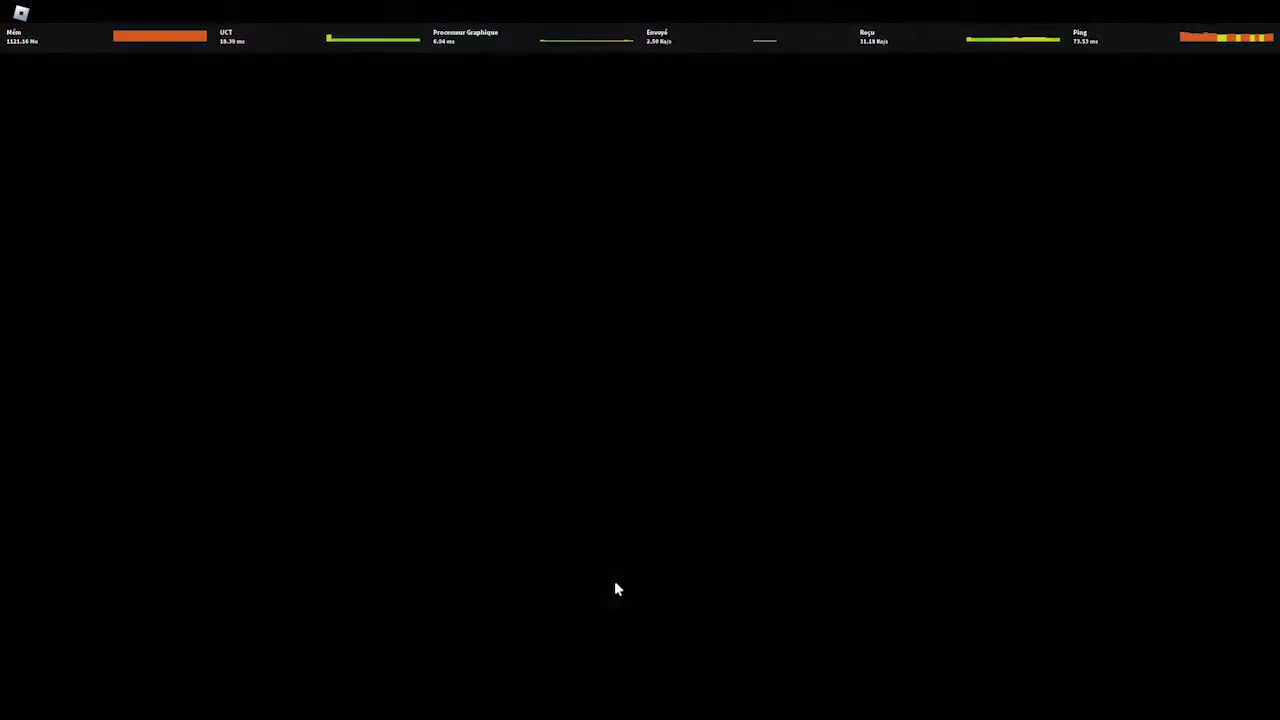 Mém
1121.16 Mo
UCT
18.30 ms
Processeur Graphique
6.04 ms
Envoyé
2.50 Ko/s
Reçu
31.18 Ko/s
Ping
73.53 ms